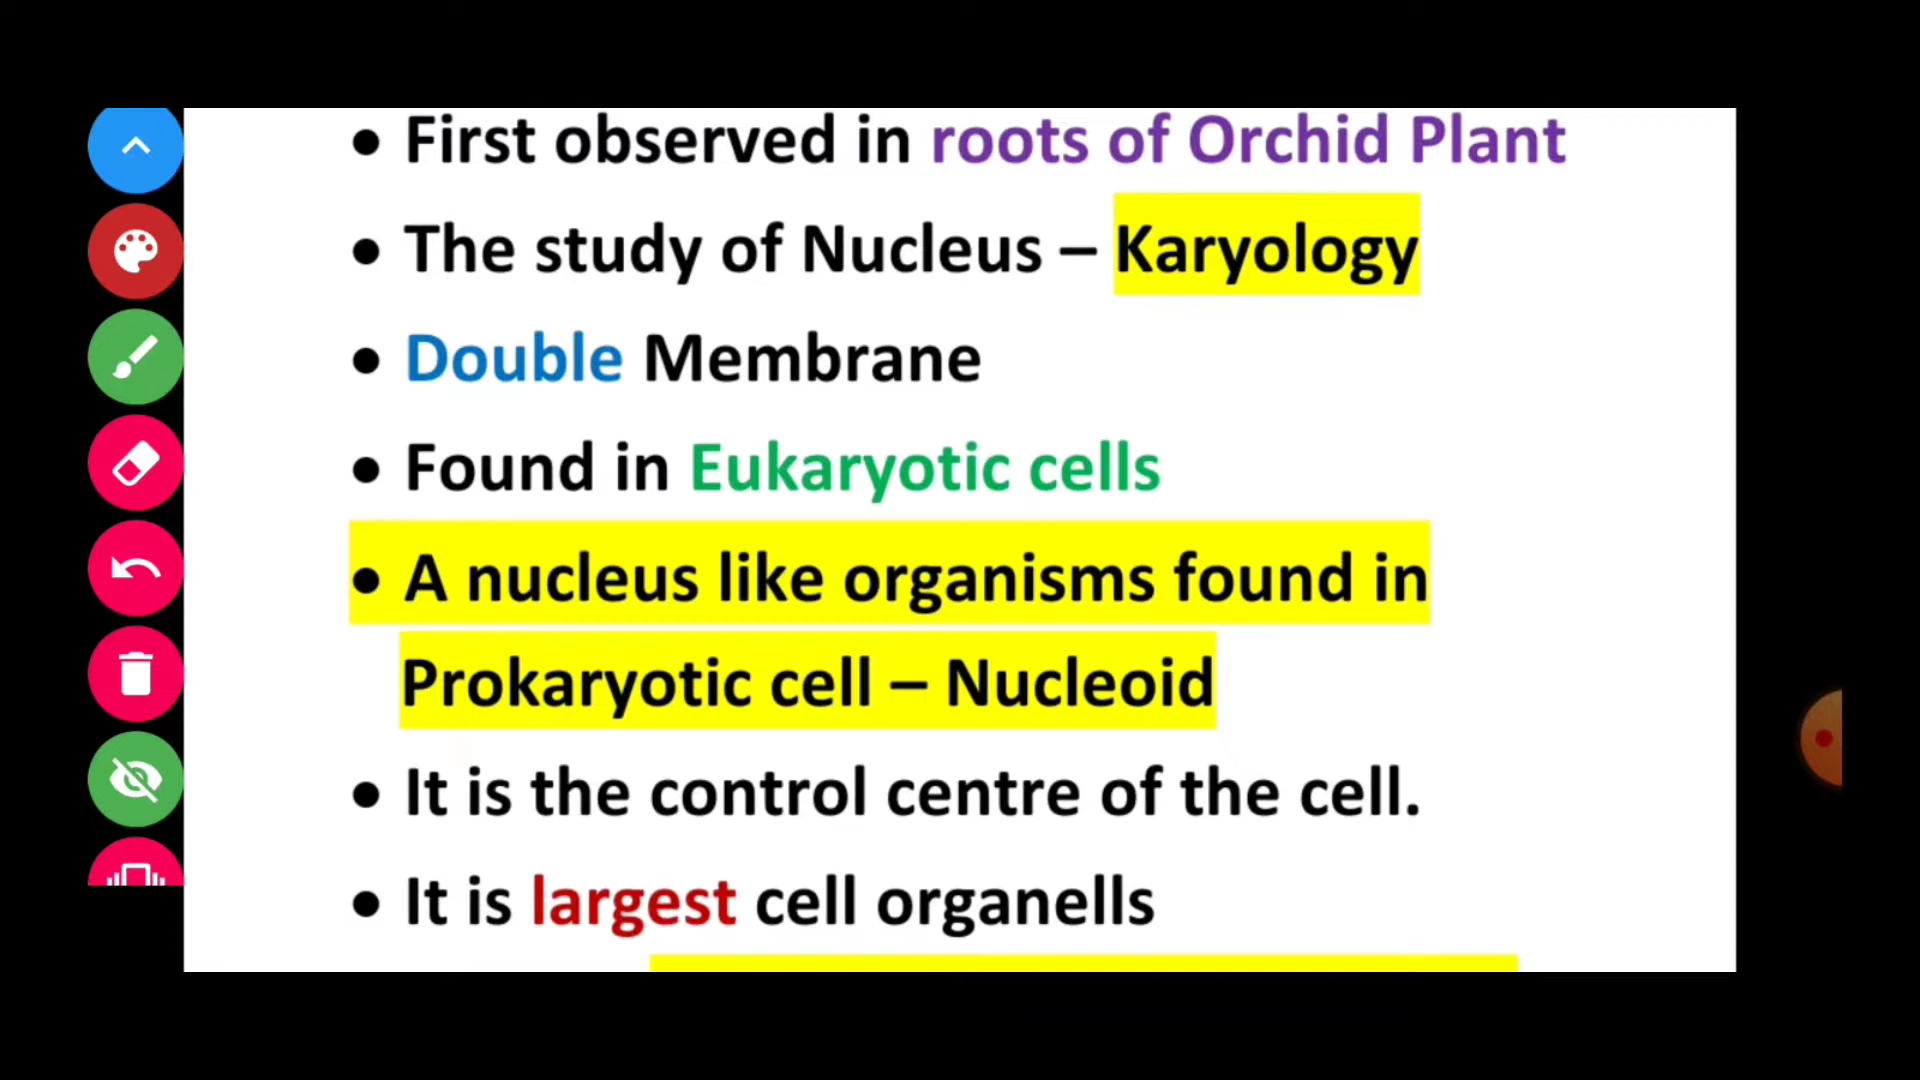 • First observed in roots of Orchid Plant
• The study of Nucleus – Karyology
• Double Membrane
• Found in Eukaryotic cells
• A nucleus like organisms found in
Prokaryotic cell – Nucleoid
• It is the control centre of the cell.
• It is largest cell organells